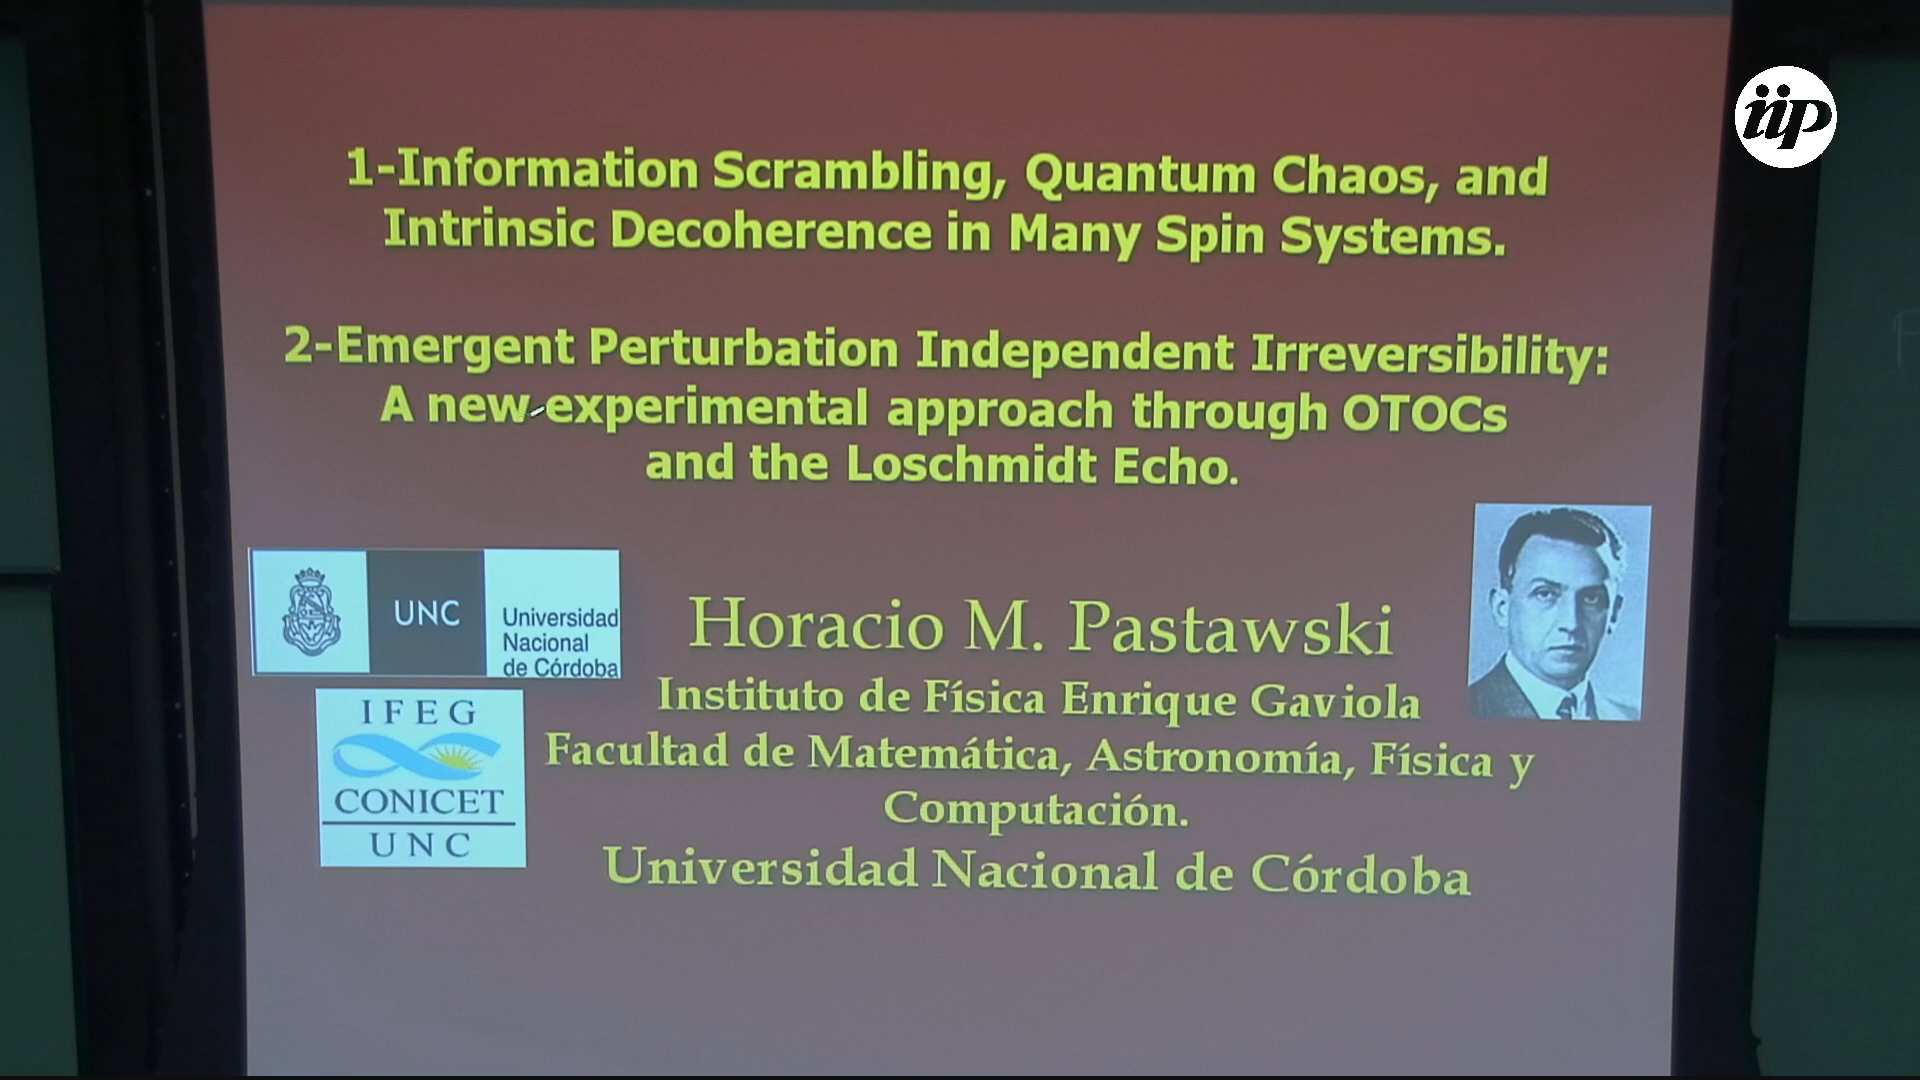 iip
1-Information Scrambling, Quantum Chaos, and
Intrinsic Decoherence in Many Spin Systems.
2-Emergent Perturbation Independent Irreversibility:
A new experimental approach through OTOCs
and the Loschmidt Echo.
UNC
Universidad
Nacional
de Córdoba
Horacio M. Pastawski
Instituto de Física Enrique Gaviola
Facultad de Matemática, Astronomía, Física y
Computación.
Universidad Nacional de Córdoba
IFEG
CONICET
UNC